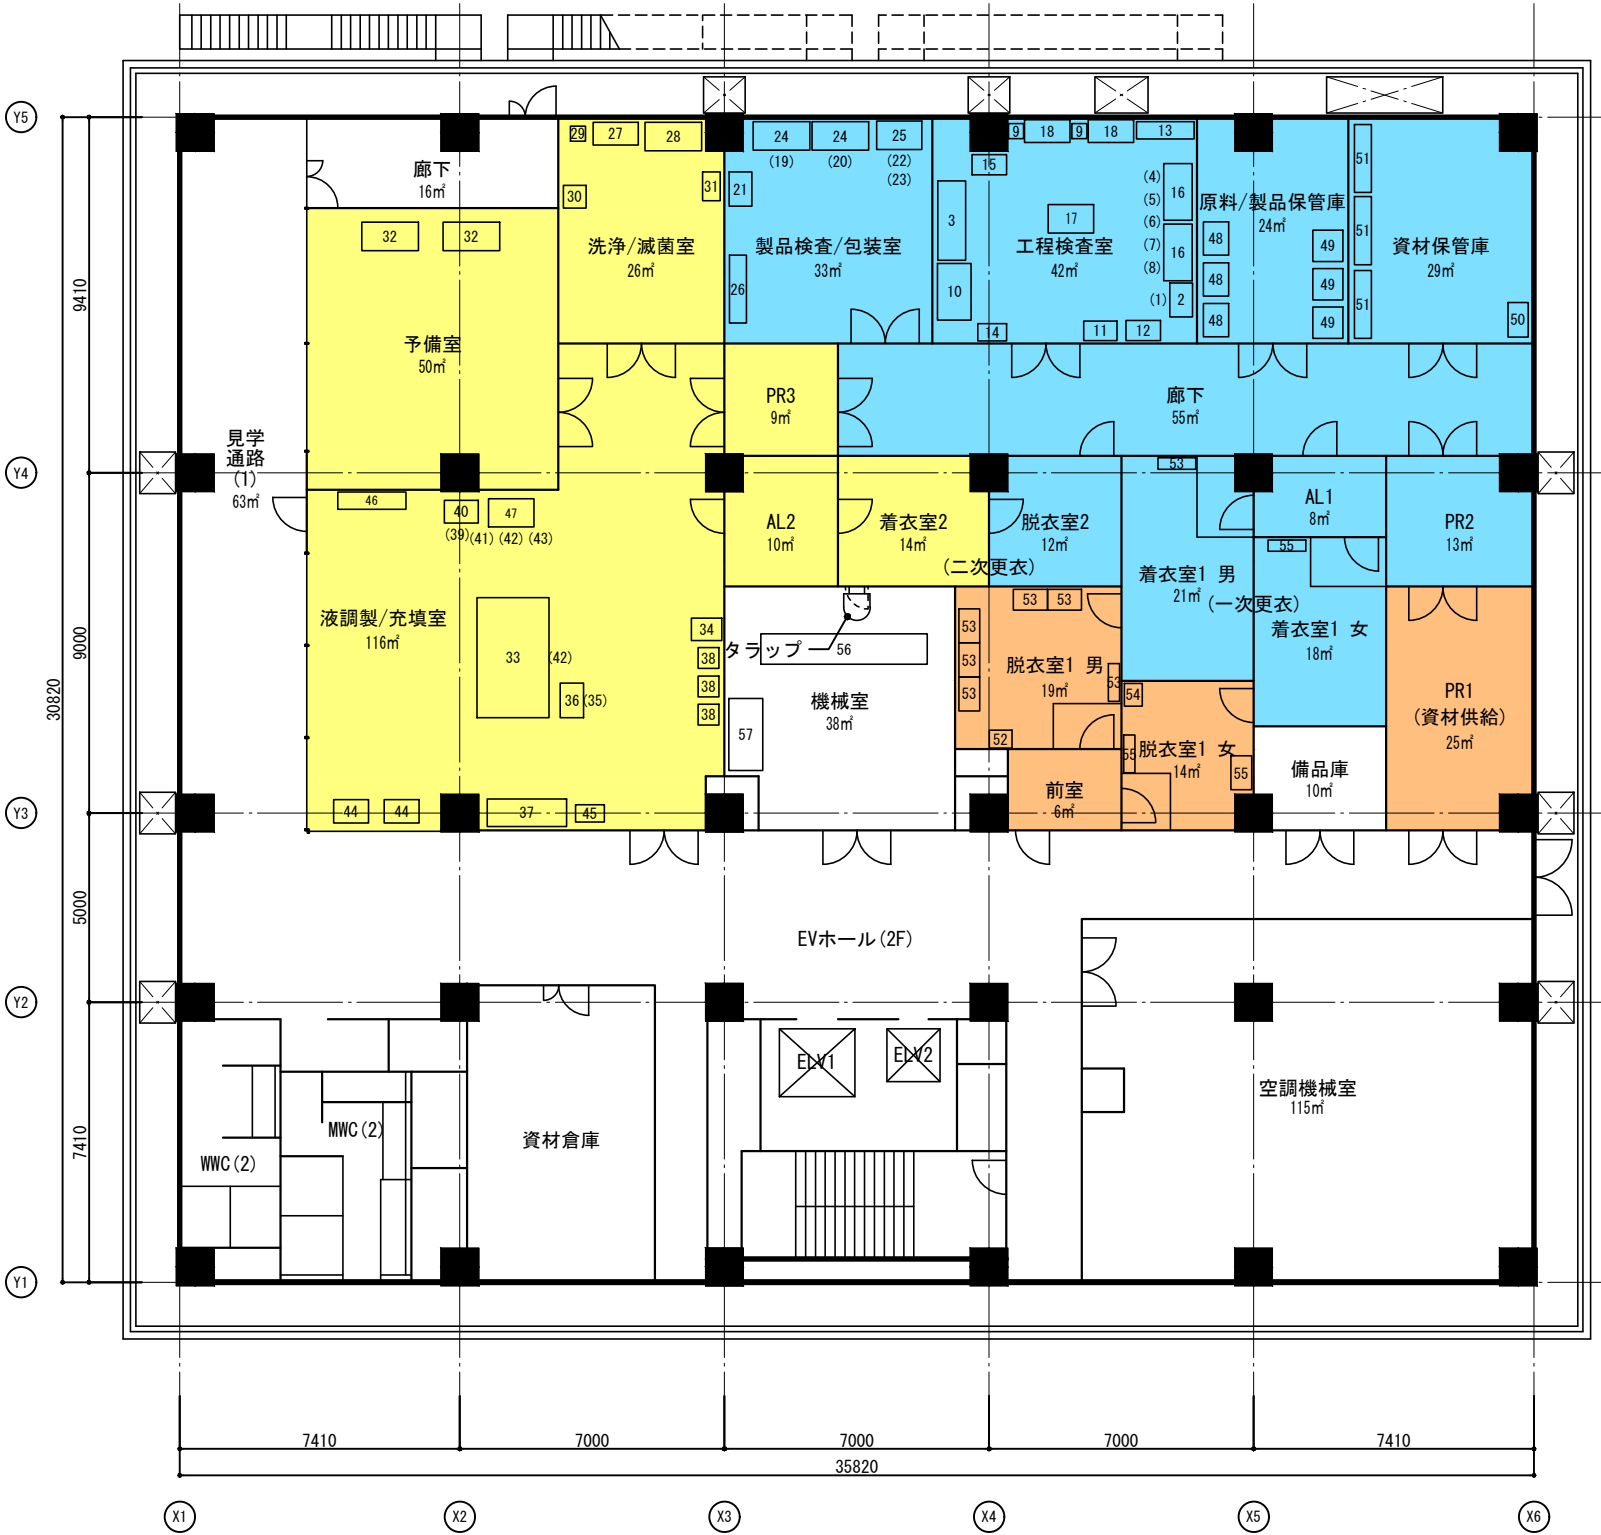 Y5
Y4
Y3
Y2
Y1
30820
9410
9000
5000
7410
廊下
16㎡
29
27
28
30
31
洗浄/滅菌室
26㎡
24
24
25
(19)
(20)
(22)
(23)
21
26
製品検査/包装室
33㎡
9
18
9
18
13
15
3
10
17
工程検査室
42㎡
(4)
(5)
(6)
(7)
(8)
(1)
16
16
2
14
11
12
原料/製品保管庫
24㎡
48
48
48
49
49
49
51
51
51
資材保管庫
29㎡
50
32
32
予備室
50㎡
見学
通路
(1)
63㎡
PR3
9㎡
廊下
55㎡
46
40
47
(39)
(41)
(42)
(43)
AL2
10㎡
着衣室2
14㎡
(二次更衣)
脱衣室2
12㎡
53
着衣室1 男
21㎡
(一次更衣)
AL1
8㎡
55
着衣室1 女
18㎡
PR2
13㎡
液調製/充填室
116㎡
33
(42)
36
(35)
34
38
38
38
44
44
37
45
タラップ
56
機械室
38㎡
57
53
53
53
53
53
53
脱衣室1 男
19㎡
52
54
55
脱衣室1 女
14㎡
55
前室
6㎡
備品庫
10㎡
PR1
(資材供給)
25㎡
EVホール(2F)
ELV1
ELV2
MWC(2)
WWC(2)
資材倉庫
空調機械室
115㎡
7410
7000
7000
7000
7410
35820
X1
X2
X3
X4
X5
X6